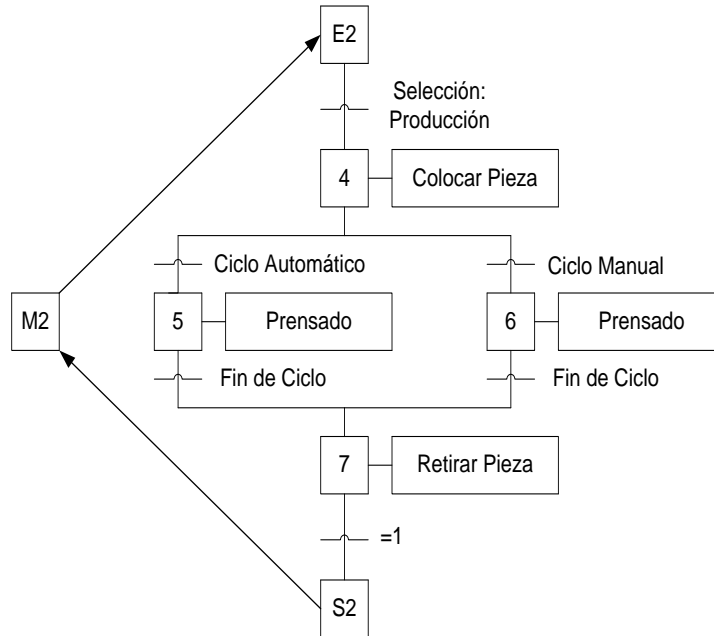 E2
Selección:
Producción
4
Colocar Pieza
Ciclo Automático
Ciclo Manual
M2
5
Prensado
6
Prensado
Fin de Ciclo
Fin de Ciclo
7
Retirar Pieza
=1
S2